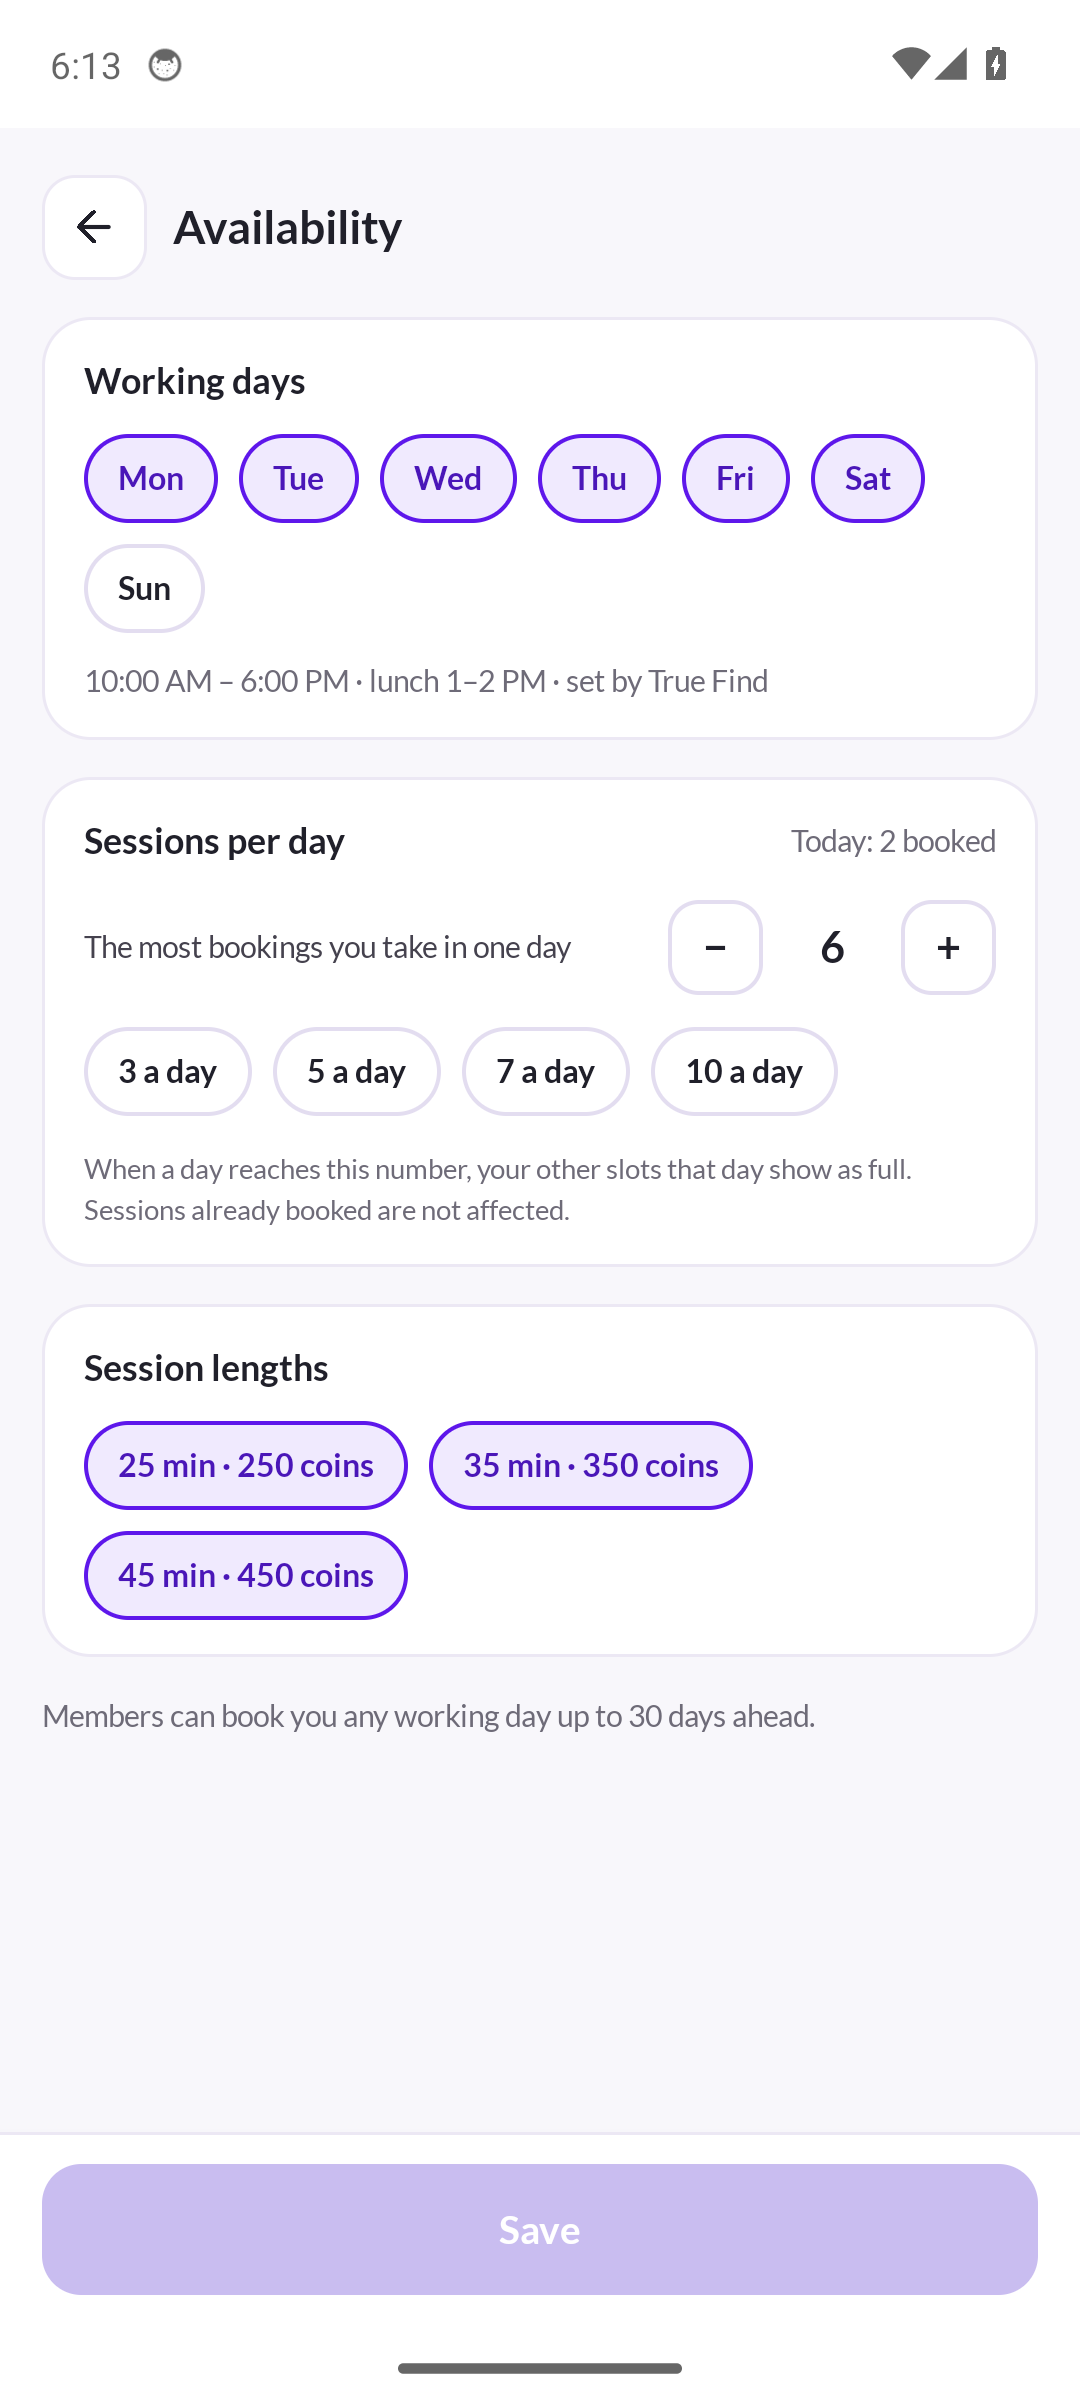 6:13
Availability
Working days
Mon Tue Wed Thu Fri Sat
Sun
10:00 AM – 6:00 PM · lunch 1–2 PM · set by True Find
Sessions per day Today: 2 booked
The most bookings you take in one day − 6 +
3 a day 5 a day 7 a day 10 a day
When a day reaches this number, your other slots that day show as full.
Sessions already booked are not affected.
Session lengths
25 min · 250 coins 35 min · 350 coins
45 min · 450 coins
Members can book you any working day up to 30 days ahead.
Save